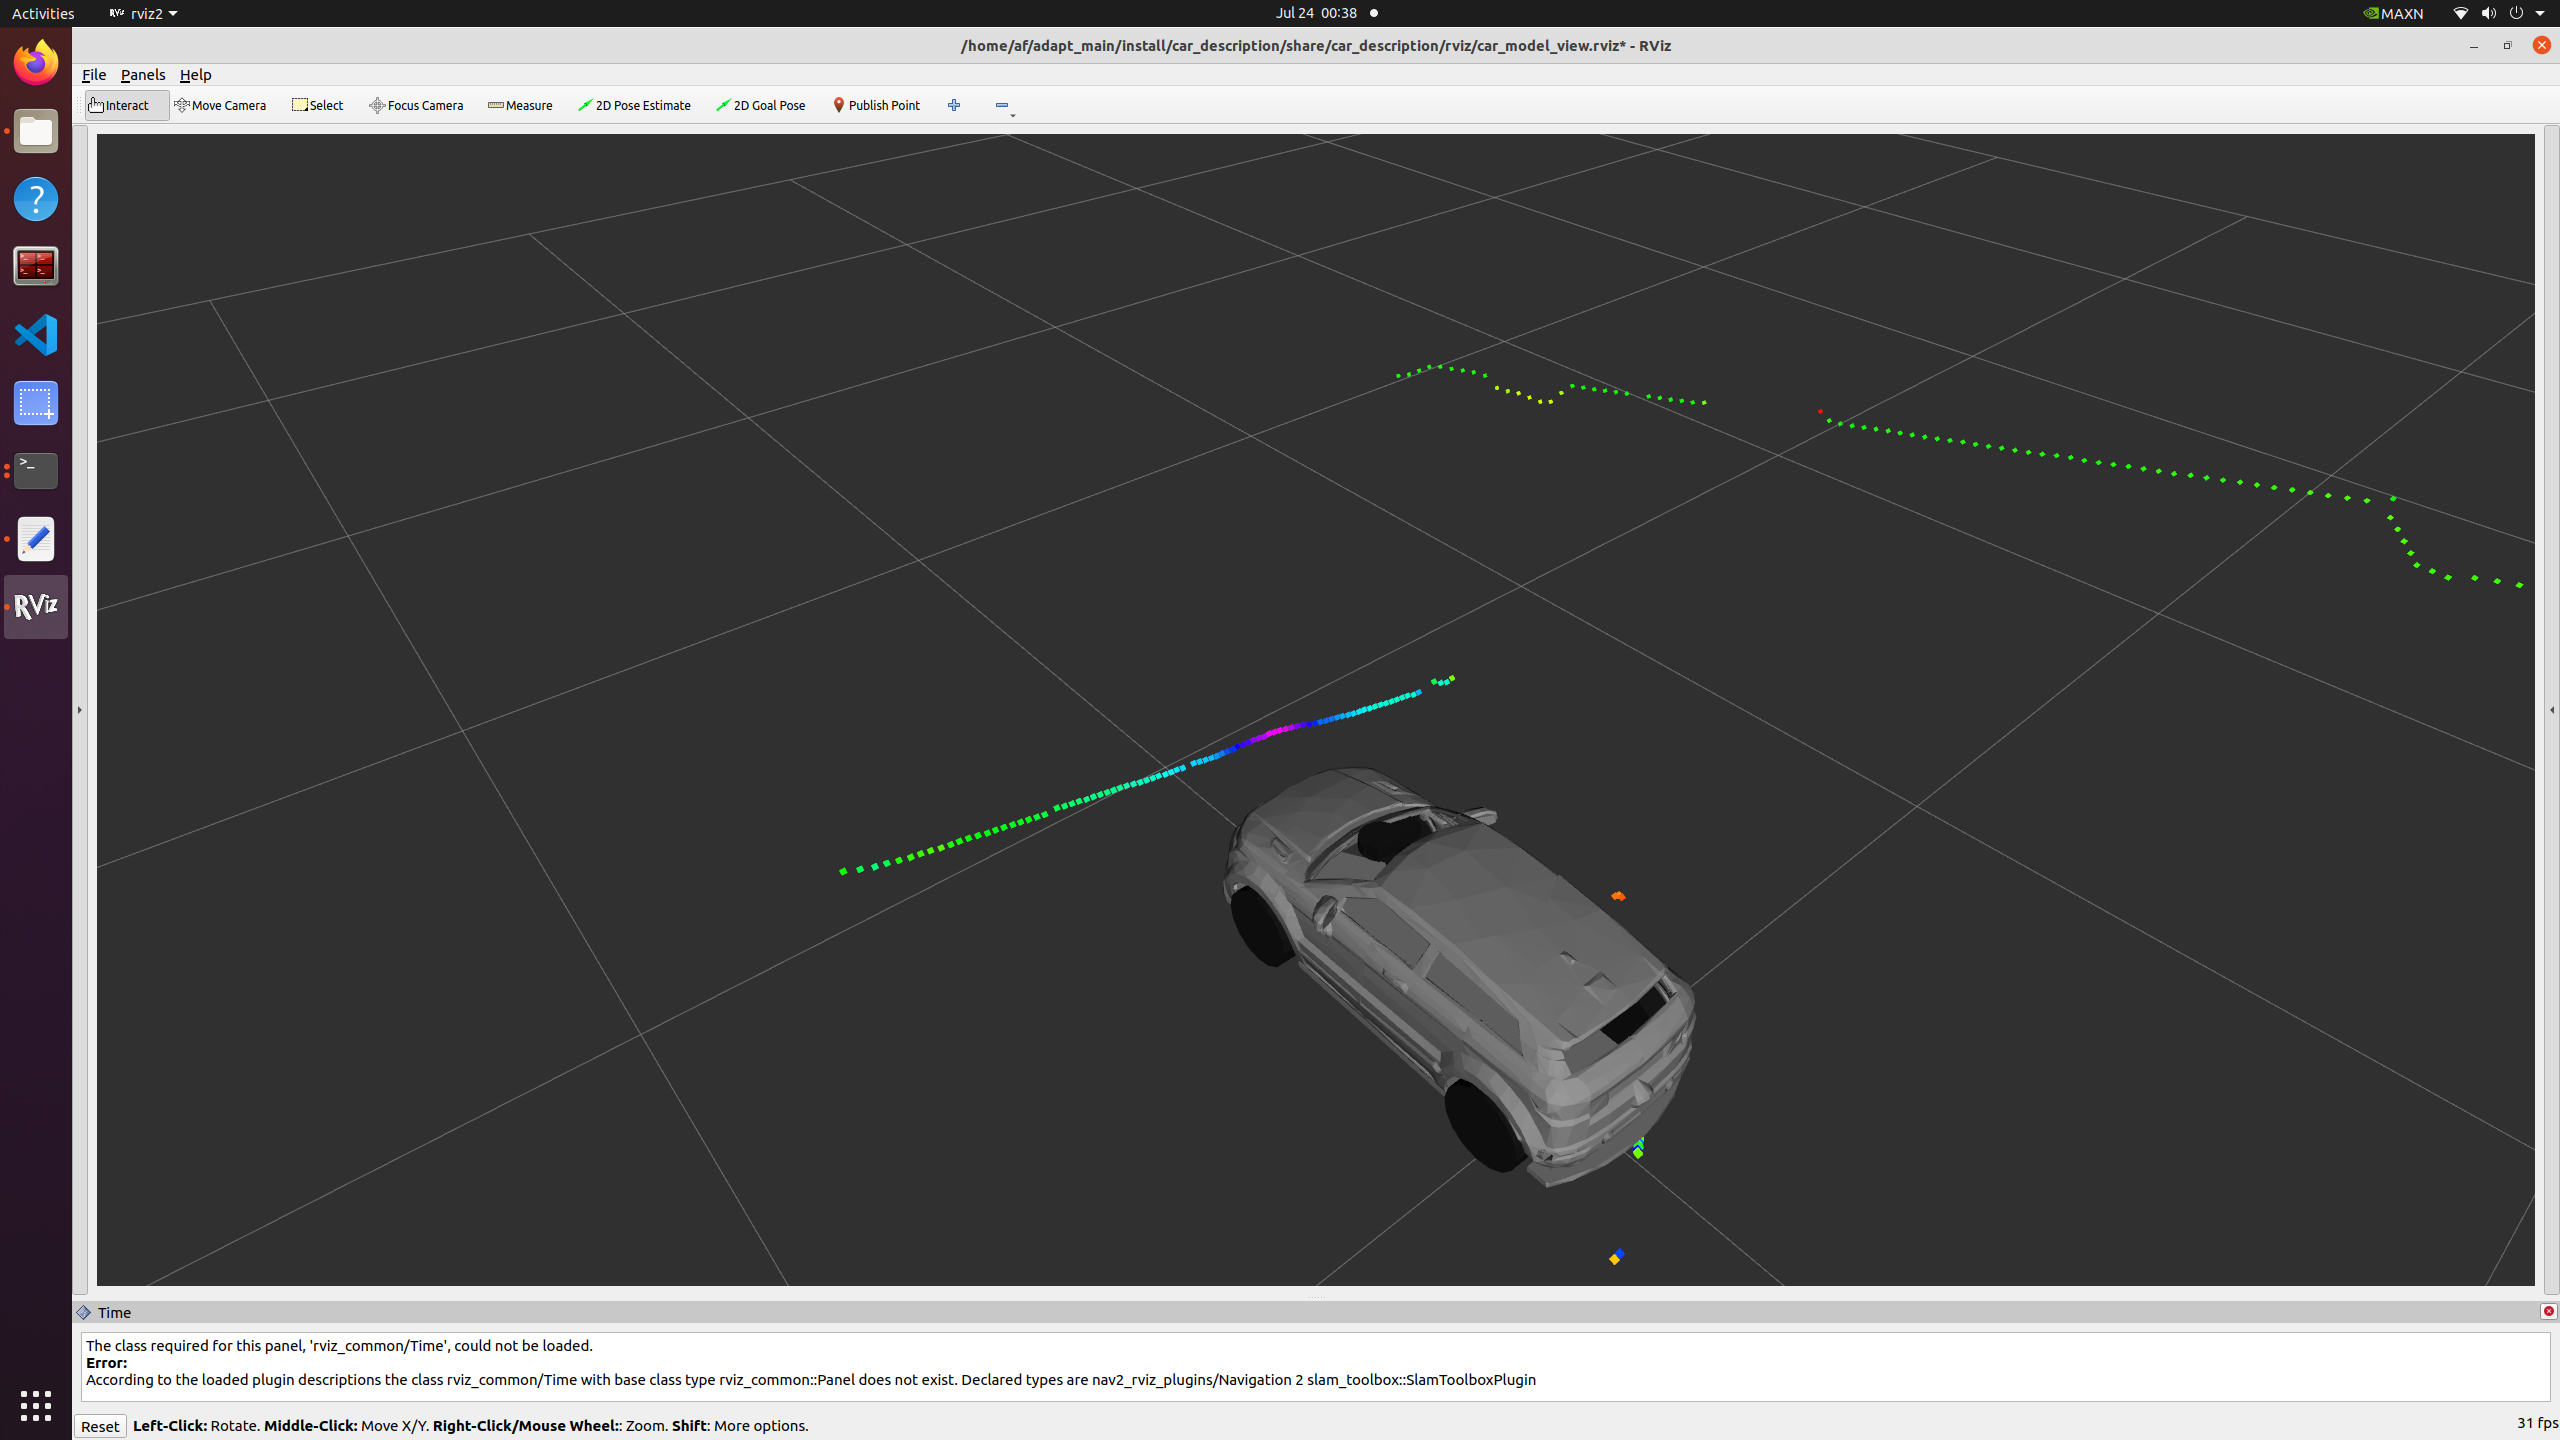 Activities
RViz rviz2
Jul 24 00:38
MAXN
/home/af/adapt_main/install/car_description/share/car_description/rviz/car_model_view.rviz* - RViz
File Panels Help
Interact Move Camera Select Focus Camera Measure 2D Pose Estimate 2D Goal Pose Publish Point
RViz
Time
The class required for this panel, 'rviz_common/Time', could not be loaded.
Error:
According to the loaded plugin descriptions the class rviz_common/Time with base class type rviz_common::Panel does not exist. Declared types are nav2_rviz_plugins/Navigation 2 slam_toolbox::SlamToolboxPlugin
Reset Left-Click: Rotate. Middle-Click: Move X/Y. Right-Click/Mouse Wheel:: Zoom. Shift: More options.
31 fps